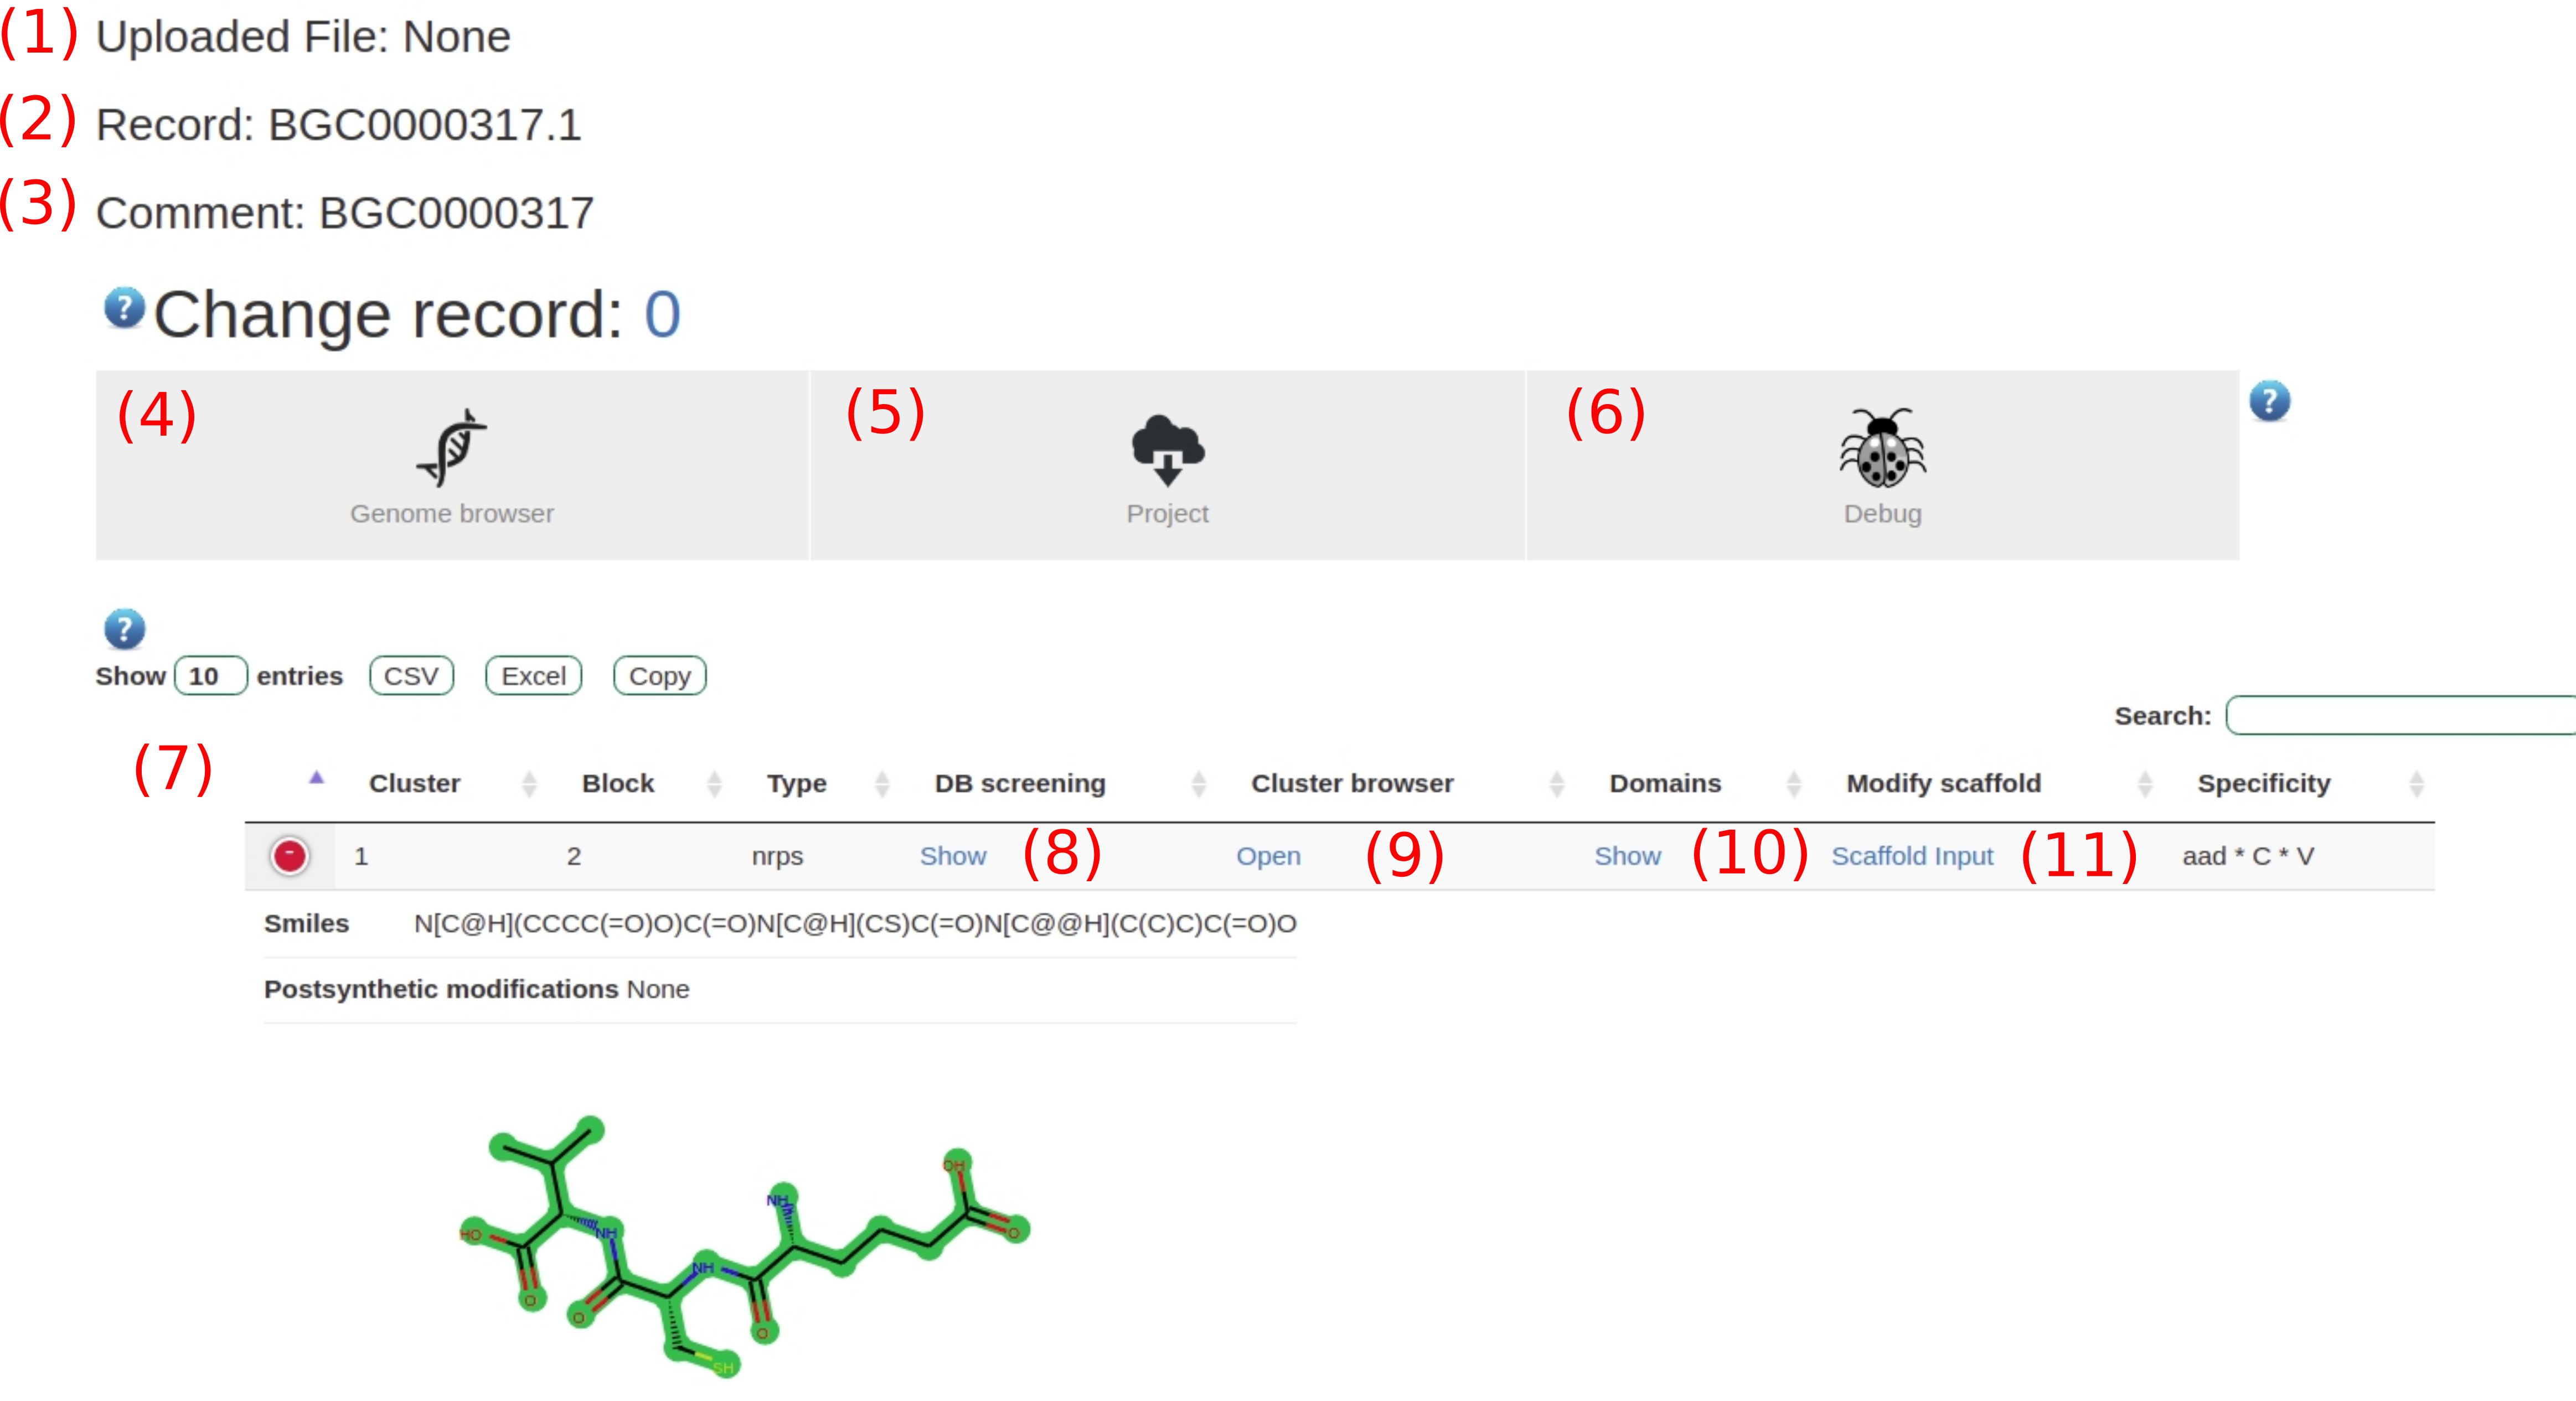 (1) Uploaded File: None
(2) Record: BGC0000317.1
(3) Comment: BGC0000317
? Change record: 0
(4) (5) (6) ?
Genome browser Project Debug
?
Show 10 entries CSV Excel Copy
Search:
(7) Cluster Block Type DB screening Cluster browser Domains Modify scaffold Specificity
- 1 2 nrps Show (8) Open (9) Show (10) Scaffold Input (11) aad * C * V
Smiles N[C@H](CCCC(=O)O)C(=O)N[C@H](CS)C(=O)N[C@@H](C(C)C)C(=O)O
Postsynthetic modifications None
OH
NH
HO NH O
NH
O O O
SH